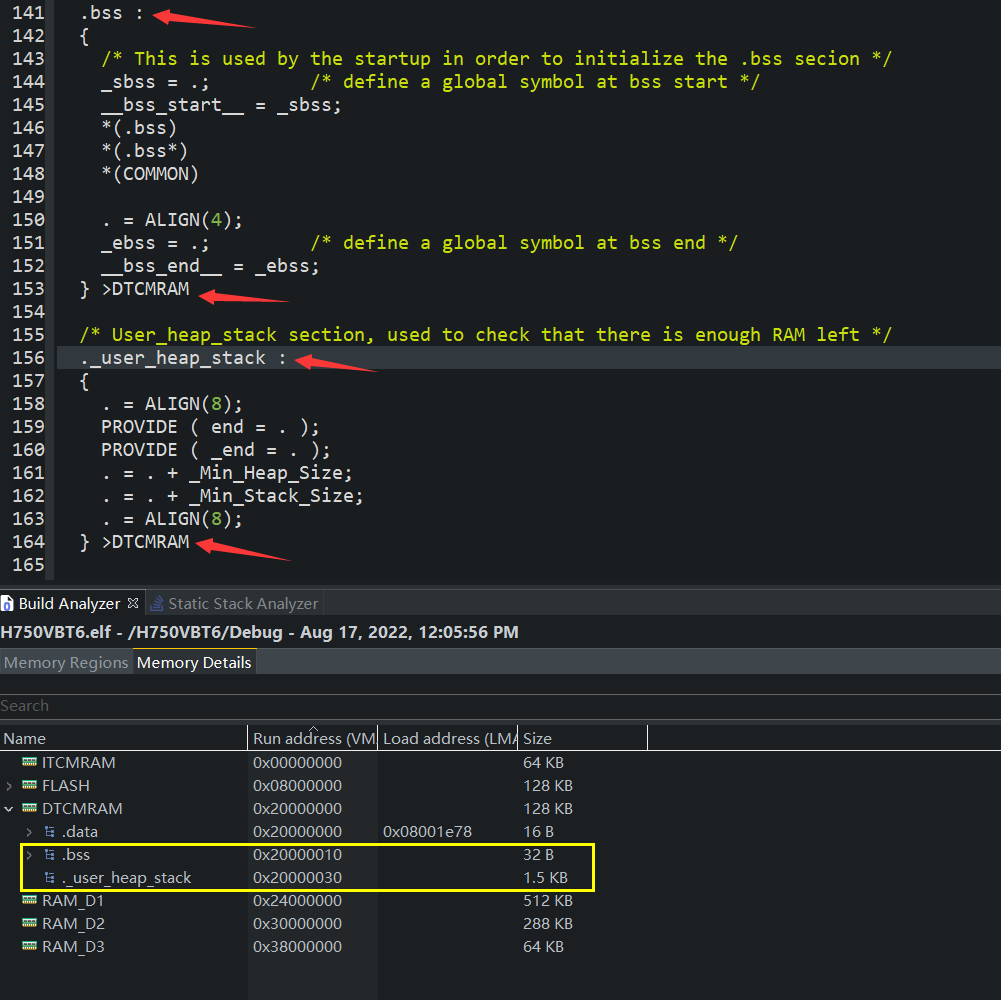 141 .bss :
142 {
143 /* This is used by the startup in order to initialize the .bss secion */
144 _sbss = .; /* define a global symbol at bss start */
145 __bss_start__ = _sbss;
146 *(.bss)
147 *(.bss*)
148 *(COMMON)
149
150 . = ALIGN(4);
151 _ebss = .; /* define a global symbol at bss end */
152 __bss_end__ = _ebss;
153 } >DTCMRAM
154
155 /* User_heap_stack section, used to check that there is enough RAM left */
156 ._user_heap_stack :
157 {
158 . = ALIGN(8);
159 PROVIDE ( end = . );
160 PROVIDE ( _end = . );
161 . = . + _Min_Heap_Size;
162 . = . + _Min_Stack_Size;
163 . = ALIGN(8);
164 } >DTCMRAM
165
Build Analyzer Static Stack Analyzer
H750VBT6.elf - /H750VBT6/Debug - Aug 17, 2022, 12:05:56 PM
Memory Regions Memory Details
Search
Name Run address (VM Load address (LMA Size
ITCMRAM 0x00000000 64 KB
FLASH 0x08000000 128 KB
DTCMRAM 0x20000000 128 KB
.data 0x20000000 0x08001e78 16 B
.bss 0x20000010 32 B
._user_heap_stack 0x20000030 1.5 KB
RAM_D1 0x24000000 512 KB
RAM_D2 0x30000000 288 KB
RAM_D3 0x38000000 64 KB